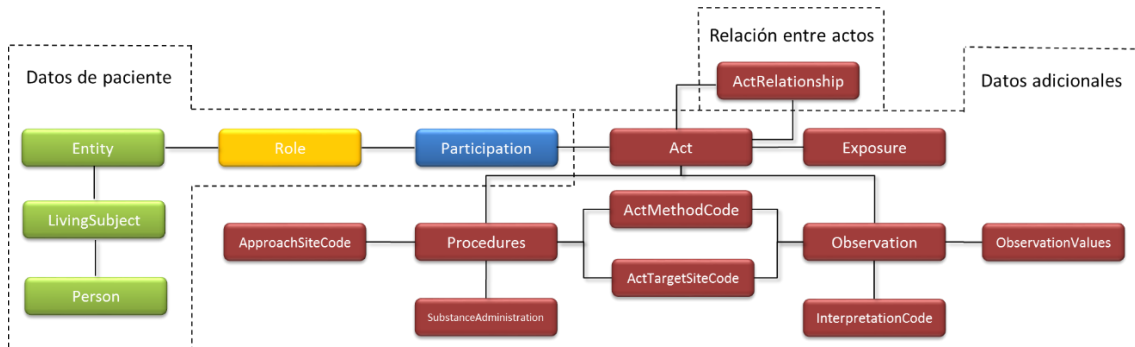 Relación entre actos
Datos de paciente
ActRelationship
Datos adicionales
Entity
Role
Participation
Act
Exposure
LivingSubject
ActMethodCode
ApproachSiteCode
Procedures
Observation
ObservationValues
ActTargetSiteCode
Person
SubstanceAdministration
InterpretationCode